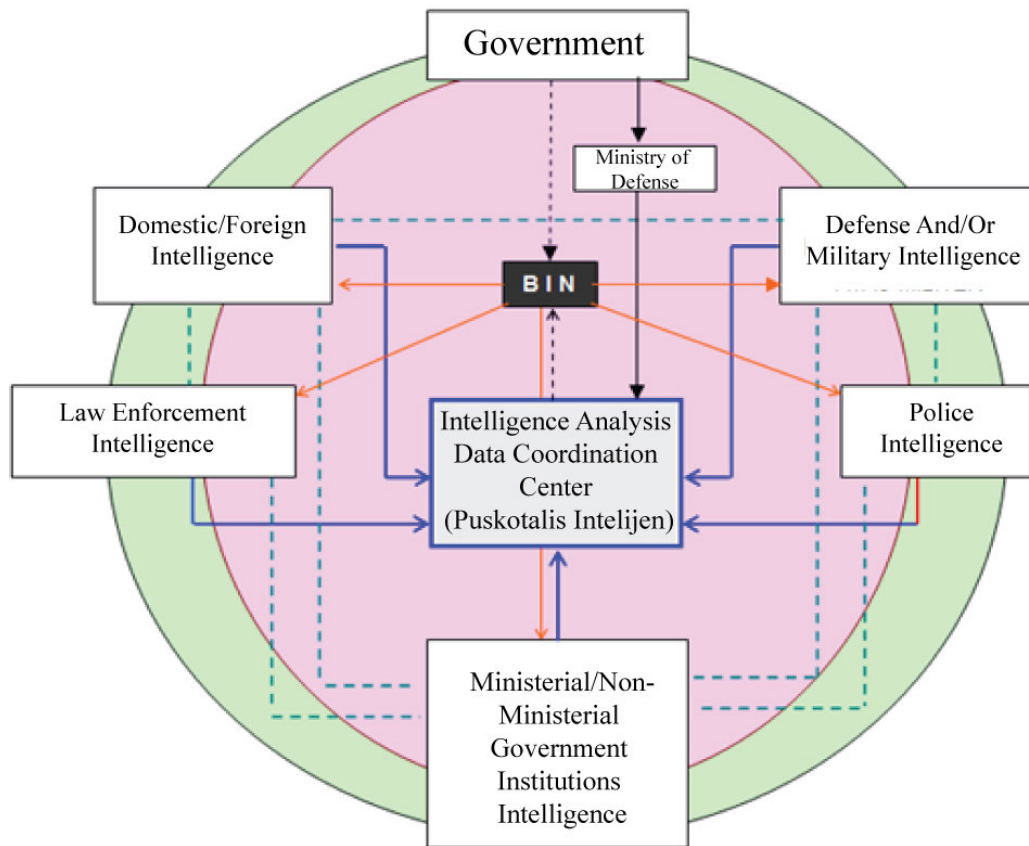 Government
Ministry of
Defense
Domestic/Foreign
Intelligence
Defense And/Or
Military Intelligence
BIN
Law Enforcement
Intelligence
Intelligence Analysis
Data Coordination
Center
(Puskotalis Intelijen)
Police
Intelligence
Ministerial/Non-
Ministerial
Government
Institutions
Intelligence